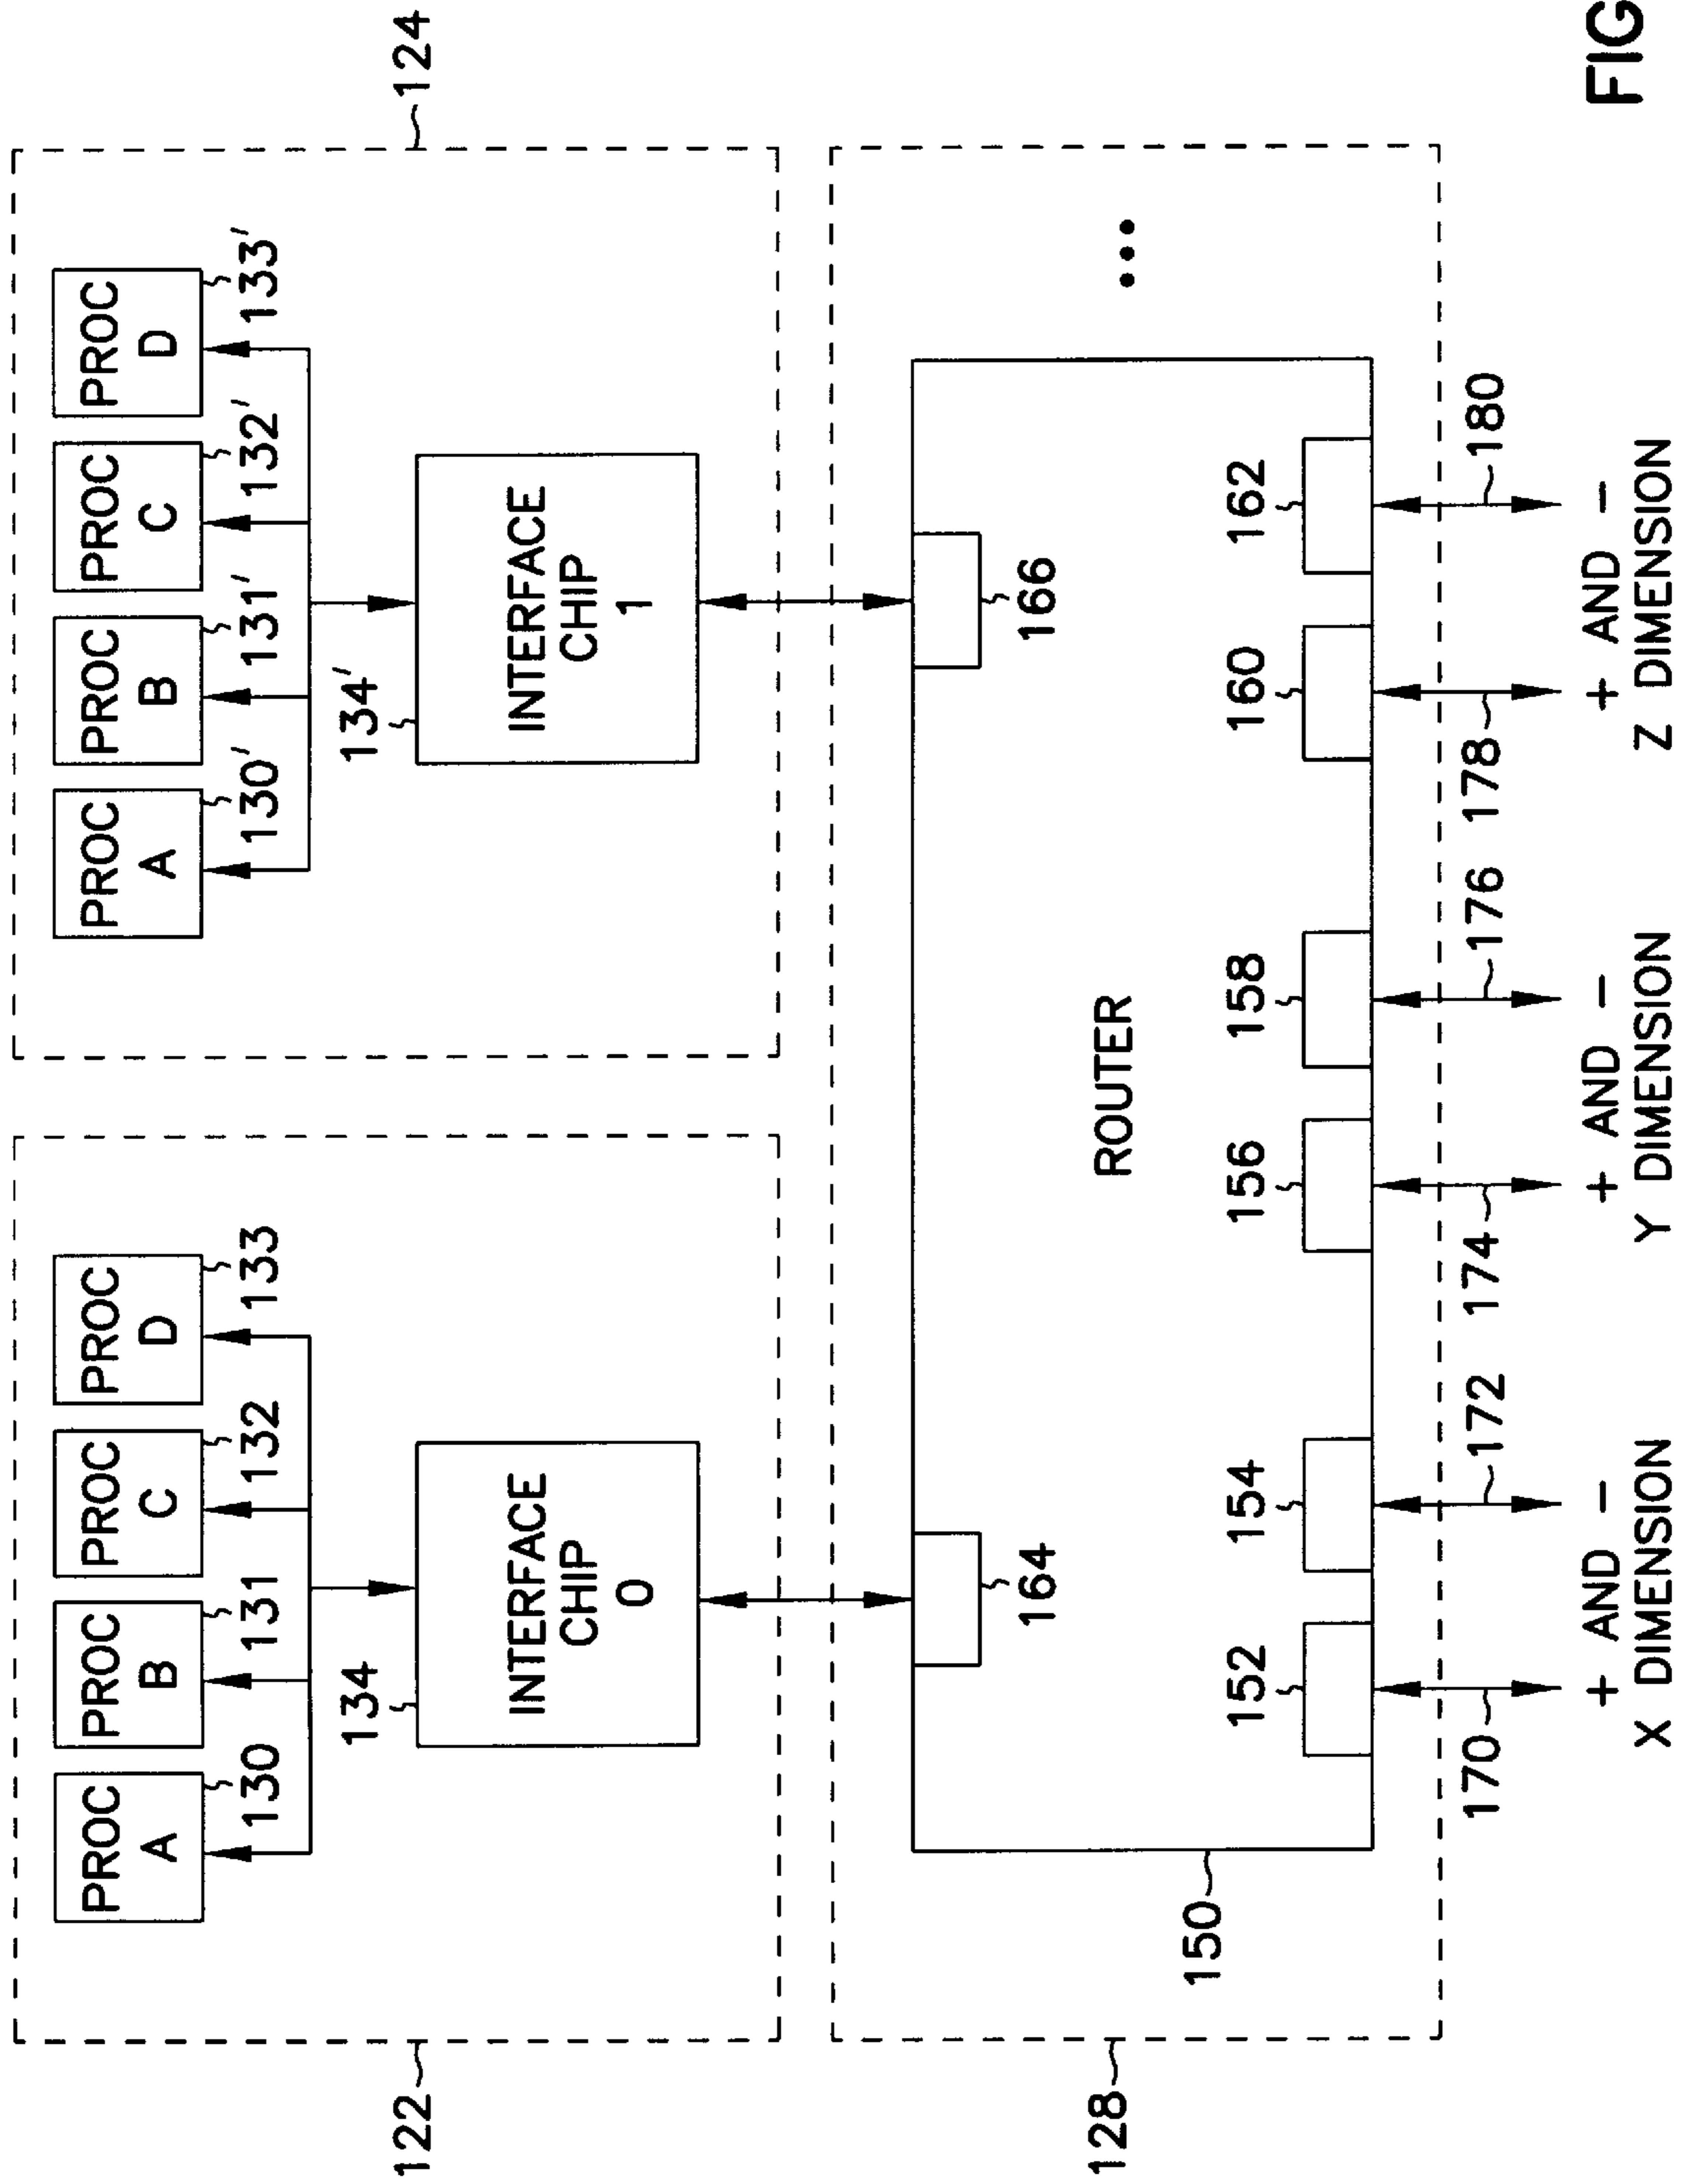 PROC
A
PROC
B
PROC
C
PROC
D
130
131
132
133
134
INTERFACE
CHIP
0
122
PROC
A
PROC
B
PROC
C
PROC
D
130'
131'
132'
133'
134'
INTERFACE
CHIP
1
124
164
166
ROUTER
• • •
152
154
156
158
160
162
150
128
170
172
174
176
178
180
+ AND -
X DIMENSION
+ AND -
Y DIMENSION
+ AND -
Z DIMENSION
FIG